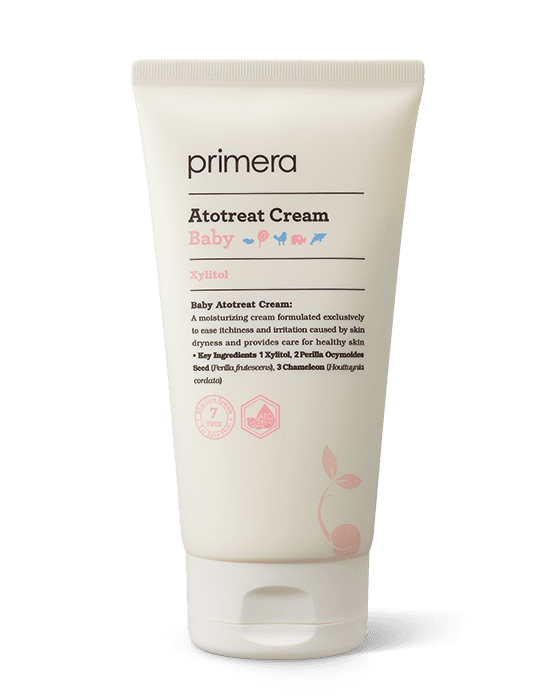 primera
Atotreat Cream
Baby
Xylitol
Baby Atotreat Cream:
A moisturizing cream formulated exclusively
to ease itchiness and irritation caused by skin
dryness and provides care for healthy skin
• Key Ingredients 1 Xylitol, 2 Perilla Ocymoides
Seed (Perilla frutescens), 3 Chameleon (Houttuynia
cordata)
7
FREE